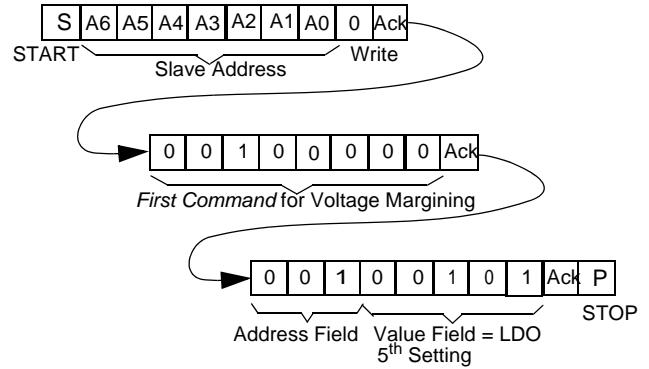 S A6 A5 A4 A3 A2 A1 A0 0 Ack
START Slave Address Write
0 0 1 0 0 0 0 0 Ack
First Command for Voltage Margining
0 0 1 0 0 1 0 1 Ack P
STOP
Address Field Value Field = LDO
5th Setting